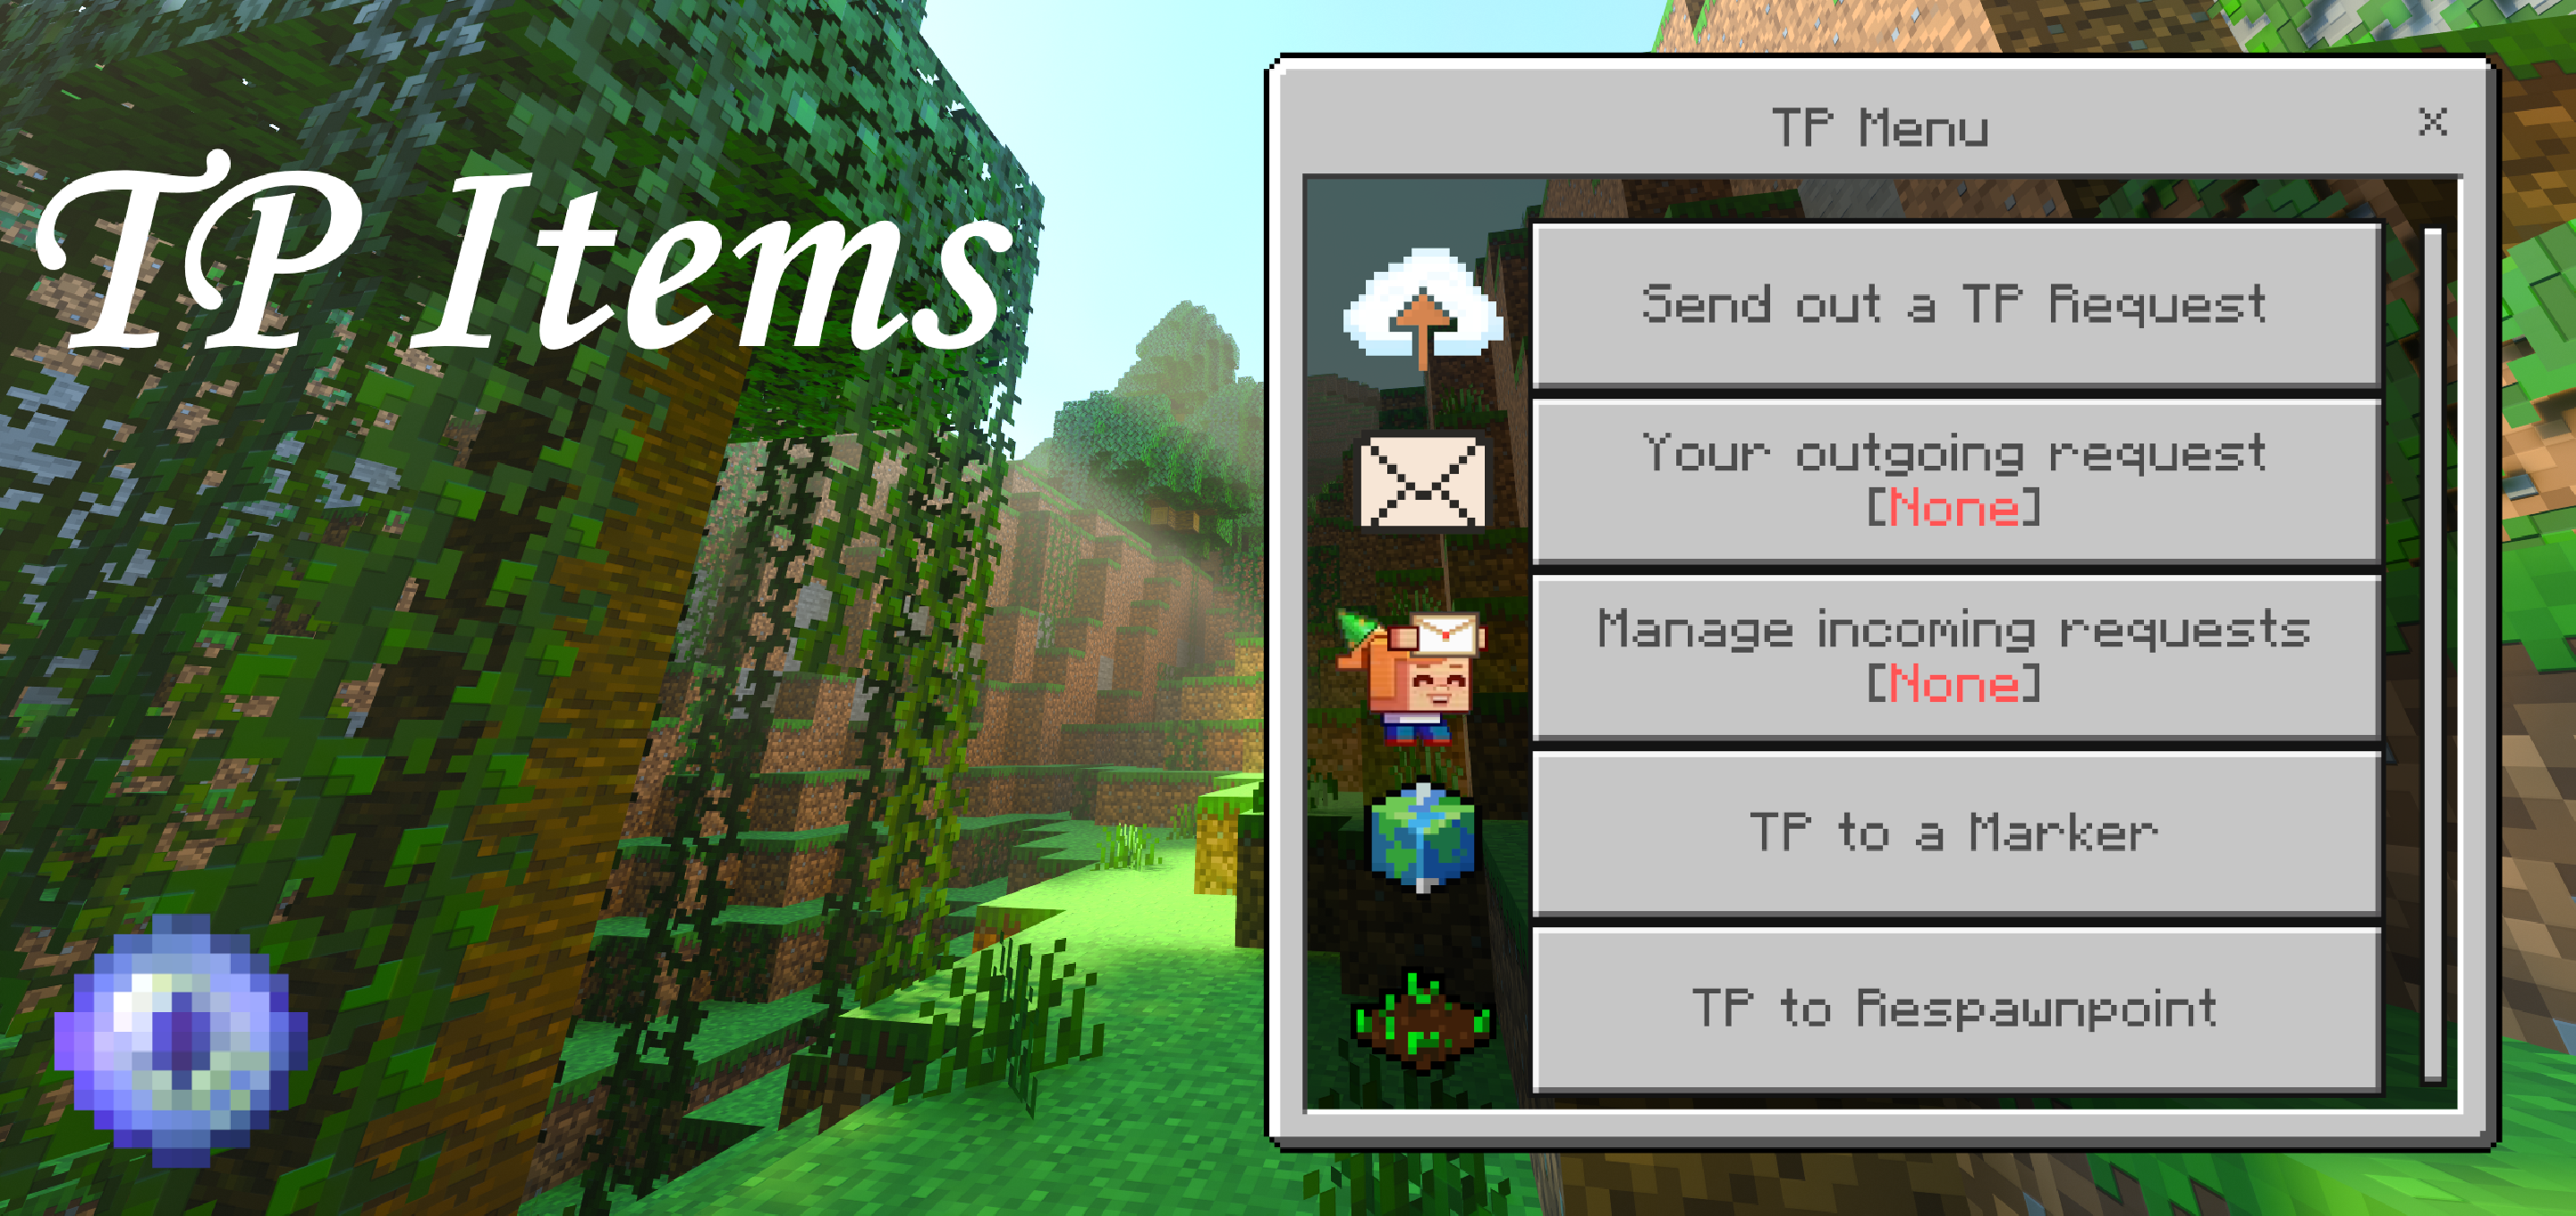 TP Items
TP Menu
Send out a TP Request
Your outgoing request
[None]
Manage incoming requests
[None]
TP to a Marker
TP to Respawnpoint